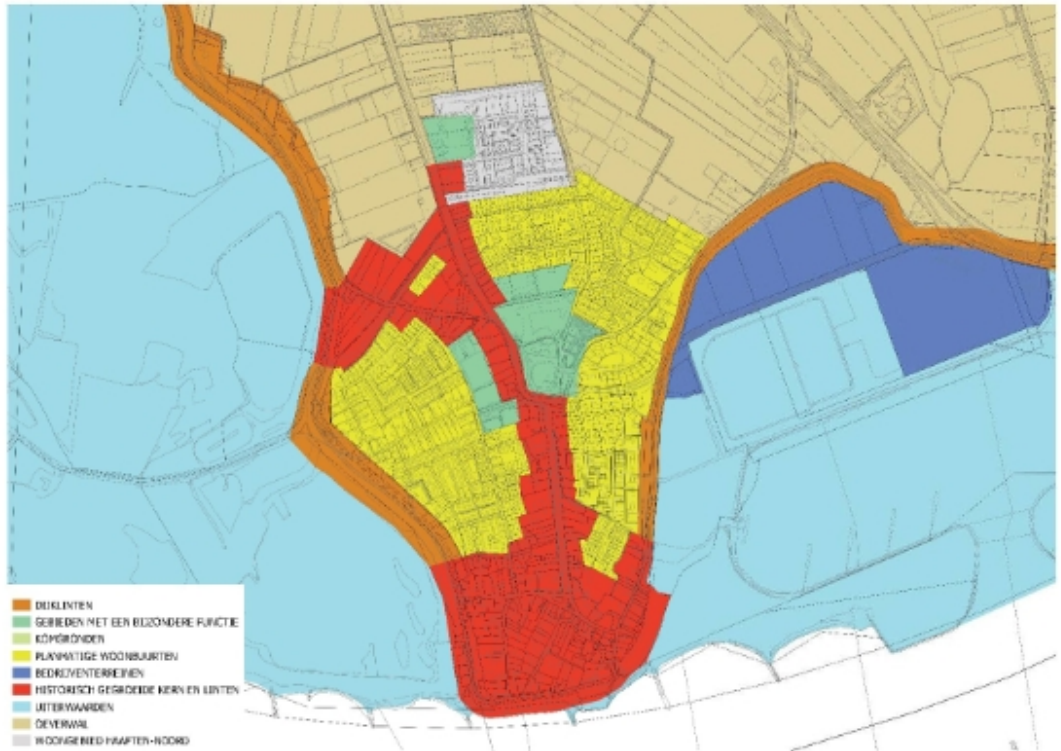 DIJKLINTEN
GEBIEDEN MET EEN BIJZONDERE FUNCTIE
KOMGRONDEN
PLANMATIGE WOONBUURTEN
BEDRIJVENTERREINEN
HISTORISCH GEGROEIDE KERN EN LINTEN
UITERWAARDEN
OEVERWAL
WOONGEBIED HAAFTEN-NOORD